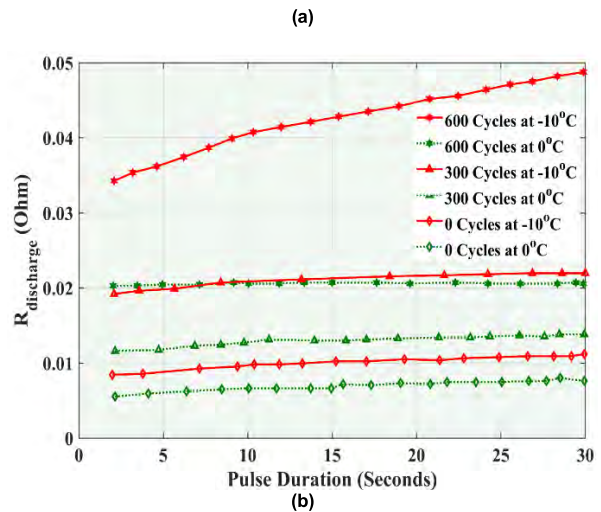 (a)
0.05
0.04
0.03
0.02
0.01
0
R_discharge (Ohm)
600 Cycles at -10°C
600 Cycles at 0°C
300 Cycles at -10°C
300 Cycles at 0°C
0 Cycles at -10°C
0 Cycles at 0°C
0 5 10 15 20 25 30
Pulse Duration (Seconds)
(b)